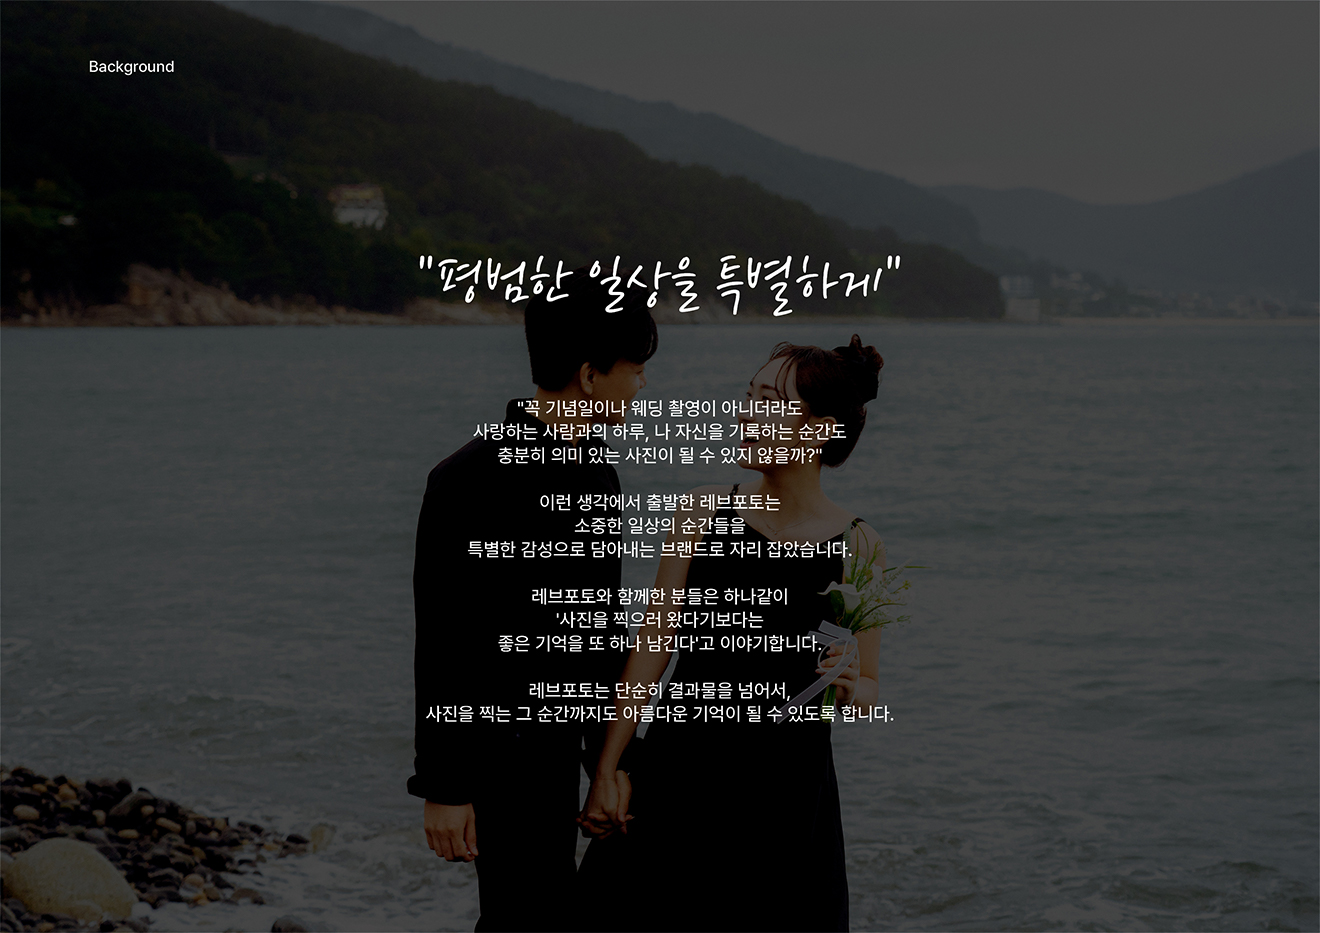 Background
"평범한 일상을 특별하게"
"꼭 기념일이나 웨딩 촬영이 아니더라도
사랑하는 사람과의 하루, 나 자신을 기록하는 순간도
충분히 의미 있는 사진이 될 수 있지 않을까?"
이런 생각에서 출발한 레브포토는
소중한 일상의 순간들을
특별한 감성으로 담아내는 브랜드로 자리 잡았습니다.
레브포토와 함께한 분들은 하나같이
'사진을 찍으러 왔다기보다는
좋은 기억을 또 하나 남긴다'고 이야기합니다.
레브포토는 단순히 결과물을 넘어서,
사진을 찍는 그 순간까지도 아름다운 기억이 될 수 있도록 합니다.